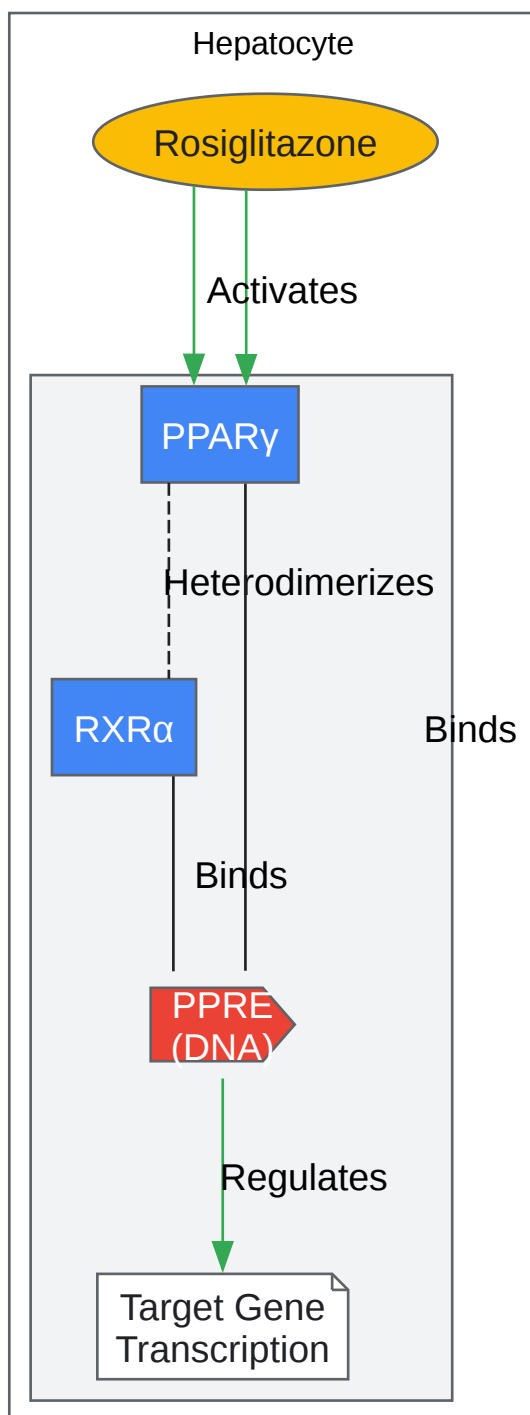 Hepatocyte
Rosiglitazone
Activates
PPARγ
Heterodimerizes
RXRα
Binds
Binds
PPRE
(DNA)
Regulates
Target Gene
Transcription